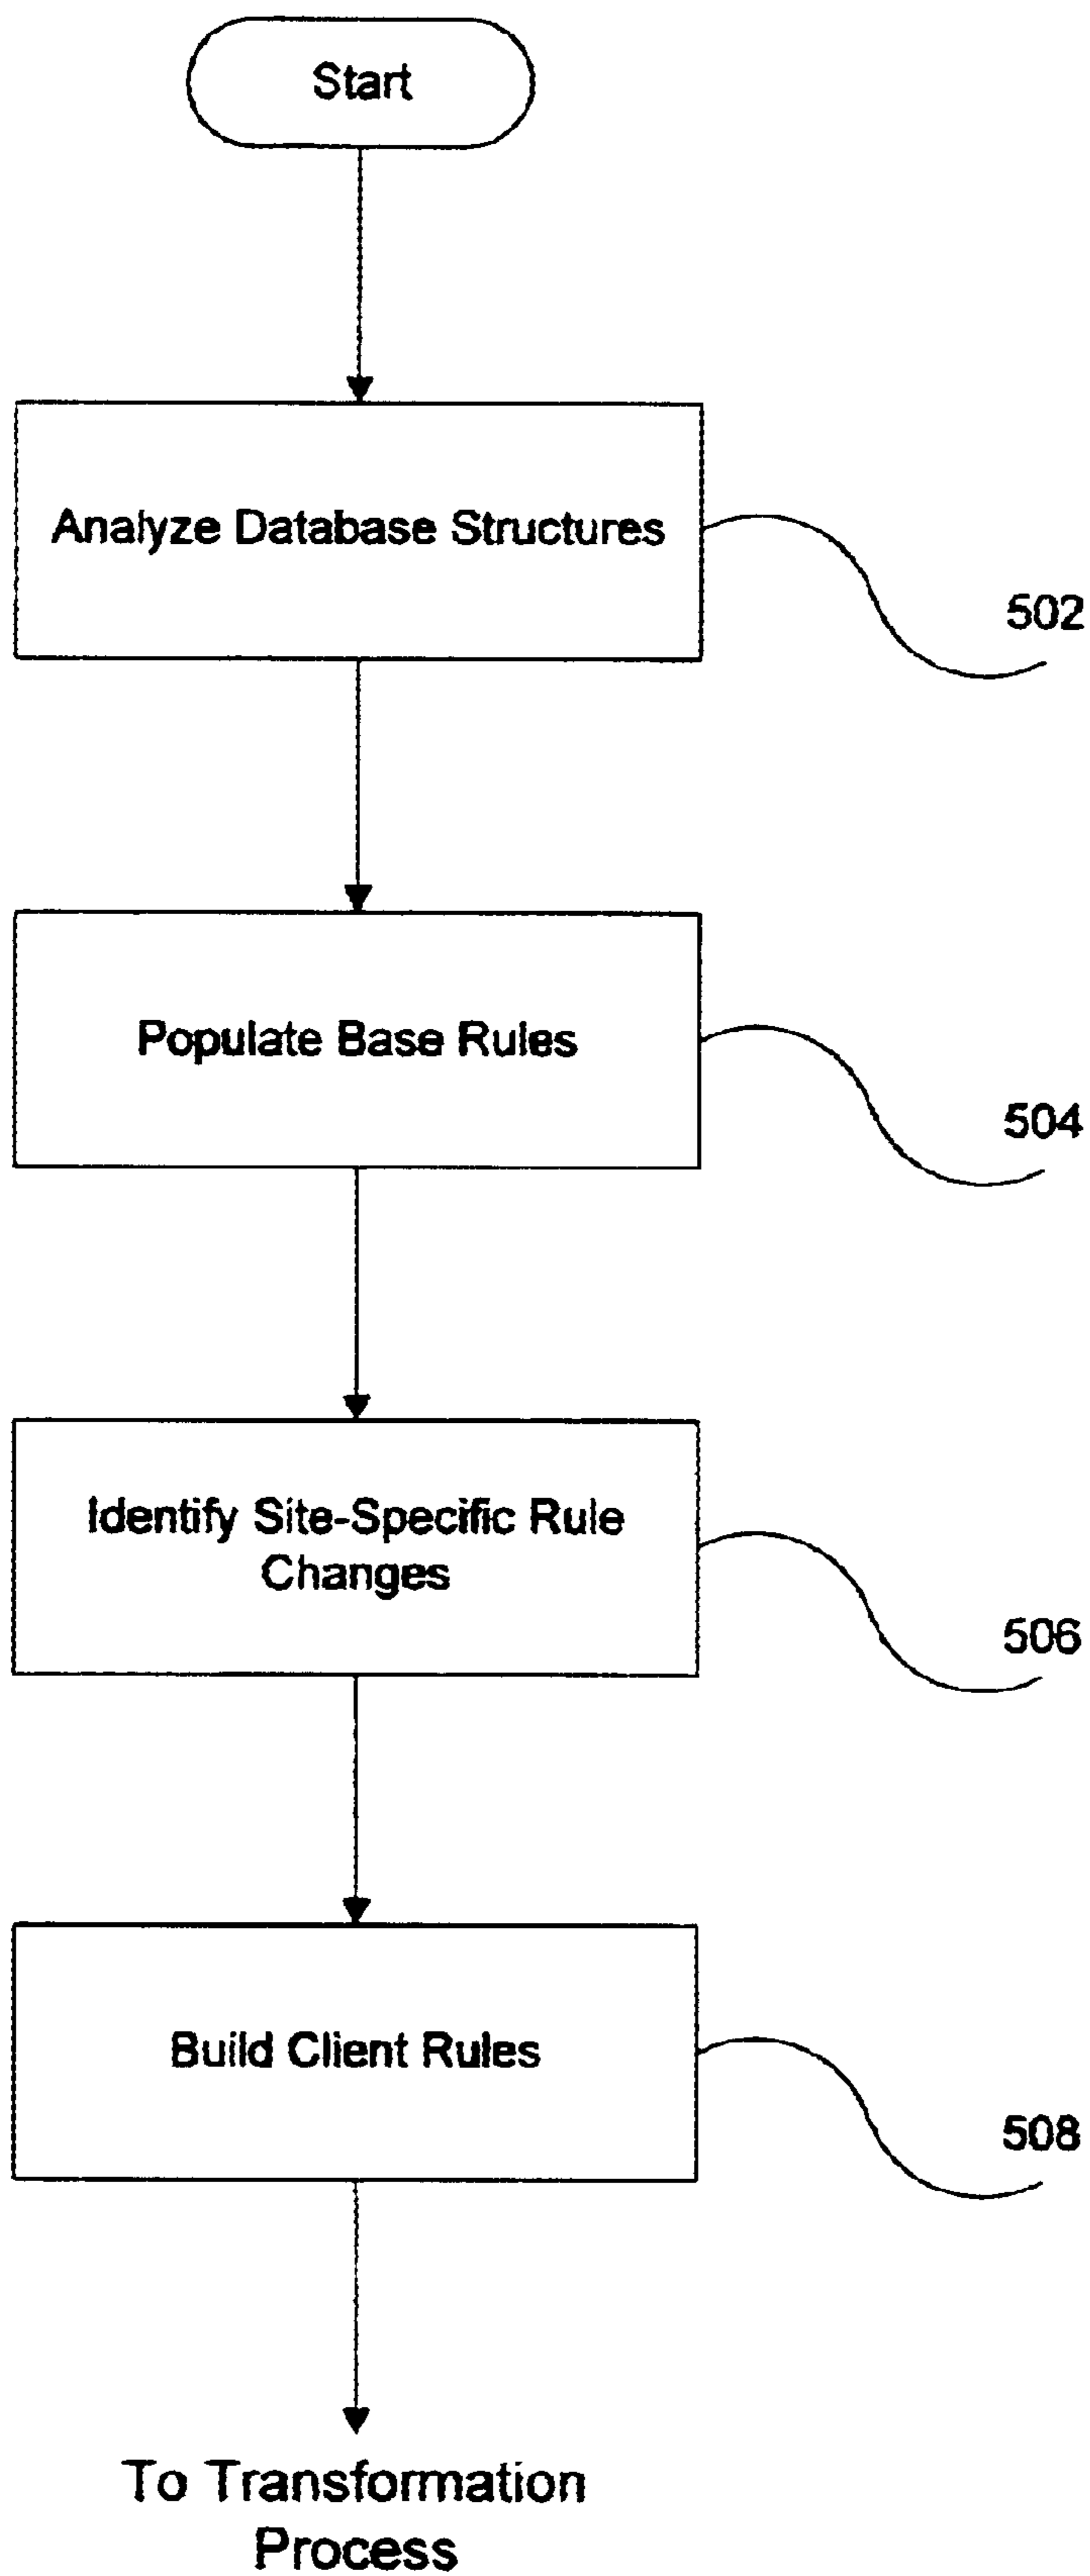 Start
Analyze Database Structures
502
Populate Base Rules
504
Identify Site-Specific Rule
Changes
506
Build Client Rules
508
To Transformation
Process